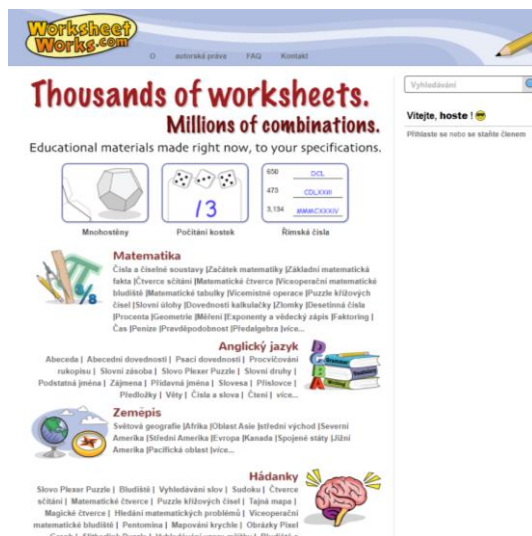 Worksheet
Works.com
O autorská práva FAQ Kontakt
Vyhledávání
Vítejte, hoste !
Přihlaste se nebo se staňte členem
Thousands of worksheets.
Millions of combinations.
Educational materials made right now, to your specifications.
13
650 DCL
473 CDLXXIII
3,134 MMMCXXXIV
Mnohostěny Počítání kostek Římská čísla
Matematika
Čísla a číselné soustavy |Začátek matematiky |Základní matematická
fakta |Čtverce sčítání |Matematické čtverce |Víceoperační matematické
bludiště |Matematické tabulky |Vícemístné operace |Puzzle křížových
čísel |Slovní úlohy |Dovednosti kalkulačky |Zlomky |Desetinná čísla
|Procenta |Geometrie |Měření |Exponenty a vědecký zápis |Faktoring |
Čas |Peníze |Pravděpodobnost |Předalgebra |více...
Anglický jazyk
Abeceda | Abecední dovednosti | Psací dovednosti | Procvičování
rukopisu | Slovní zásoba | Slovo Plexer Puzzle | Slovní druhy |
Podstatná jména | Zájmena | Přídavná jména | Slovesa | Příslovce |
Předložky | Věty | Čísla a slova | Čtení | více...
Zeměpis
Světová geografie |Afrika |Oblast Asie |střední východ |Severní
Amerika |Střední Amerika |Evropa |Kanada |Spojené státy |Jižní
Amerika |Pacifická oblast |více...
Hádanky
Slovo Plexer Puzzle | Bludiště | Vyhledávání slov | Sudoku | Čtverce
sčítání | Matematické čtverce | Puzzle křížových čísel | Tajná mapa |
Magické čtverce | Hledání matematických problémů | Víceoperační
matematické bludiště | Pentomina | Mapování krychle | Obrázky Pixel